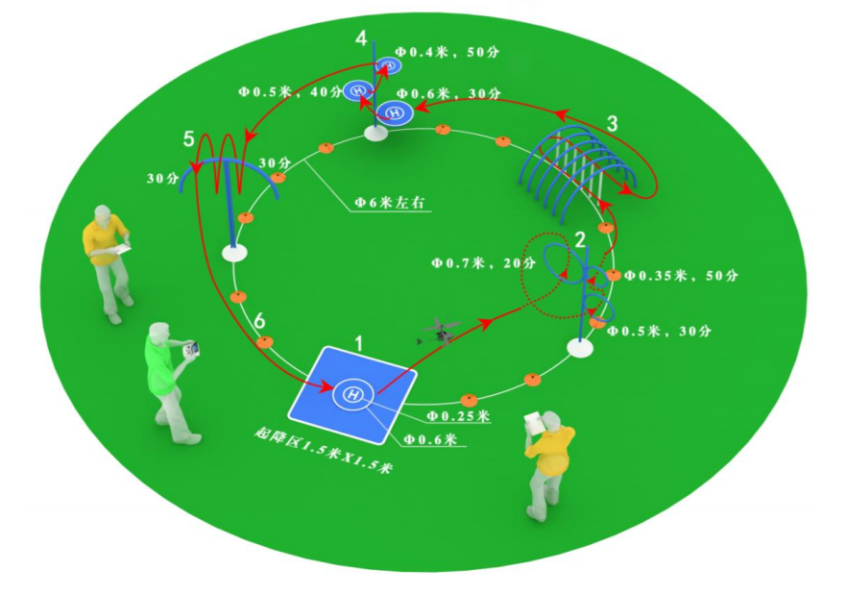 4
Φ0.4米，50分
H
Φ0.5米，40分
H
Φ0.6米，30分
H
3
5
30分
30分
Φ6米左右
2
Φ0.7米，20分
Φ0.35米，50分
Φ0.5米，30分
6
1
H
Φ0.25米
Φ0.6米
起降区1.5米X1.5米